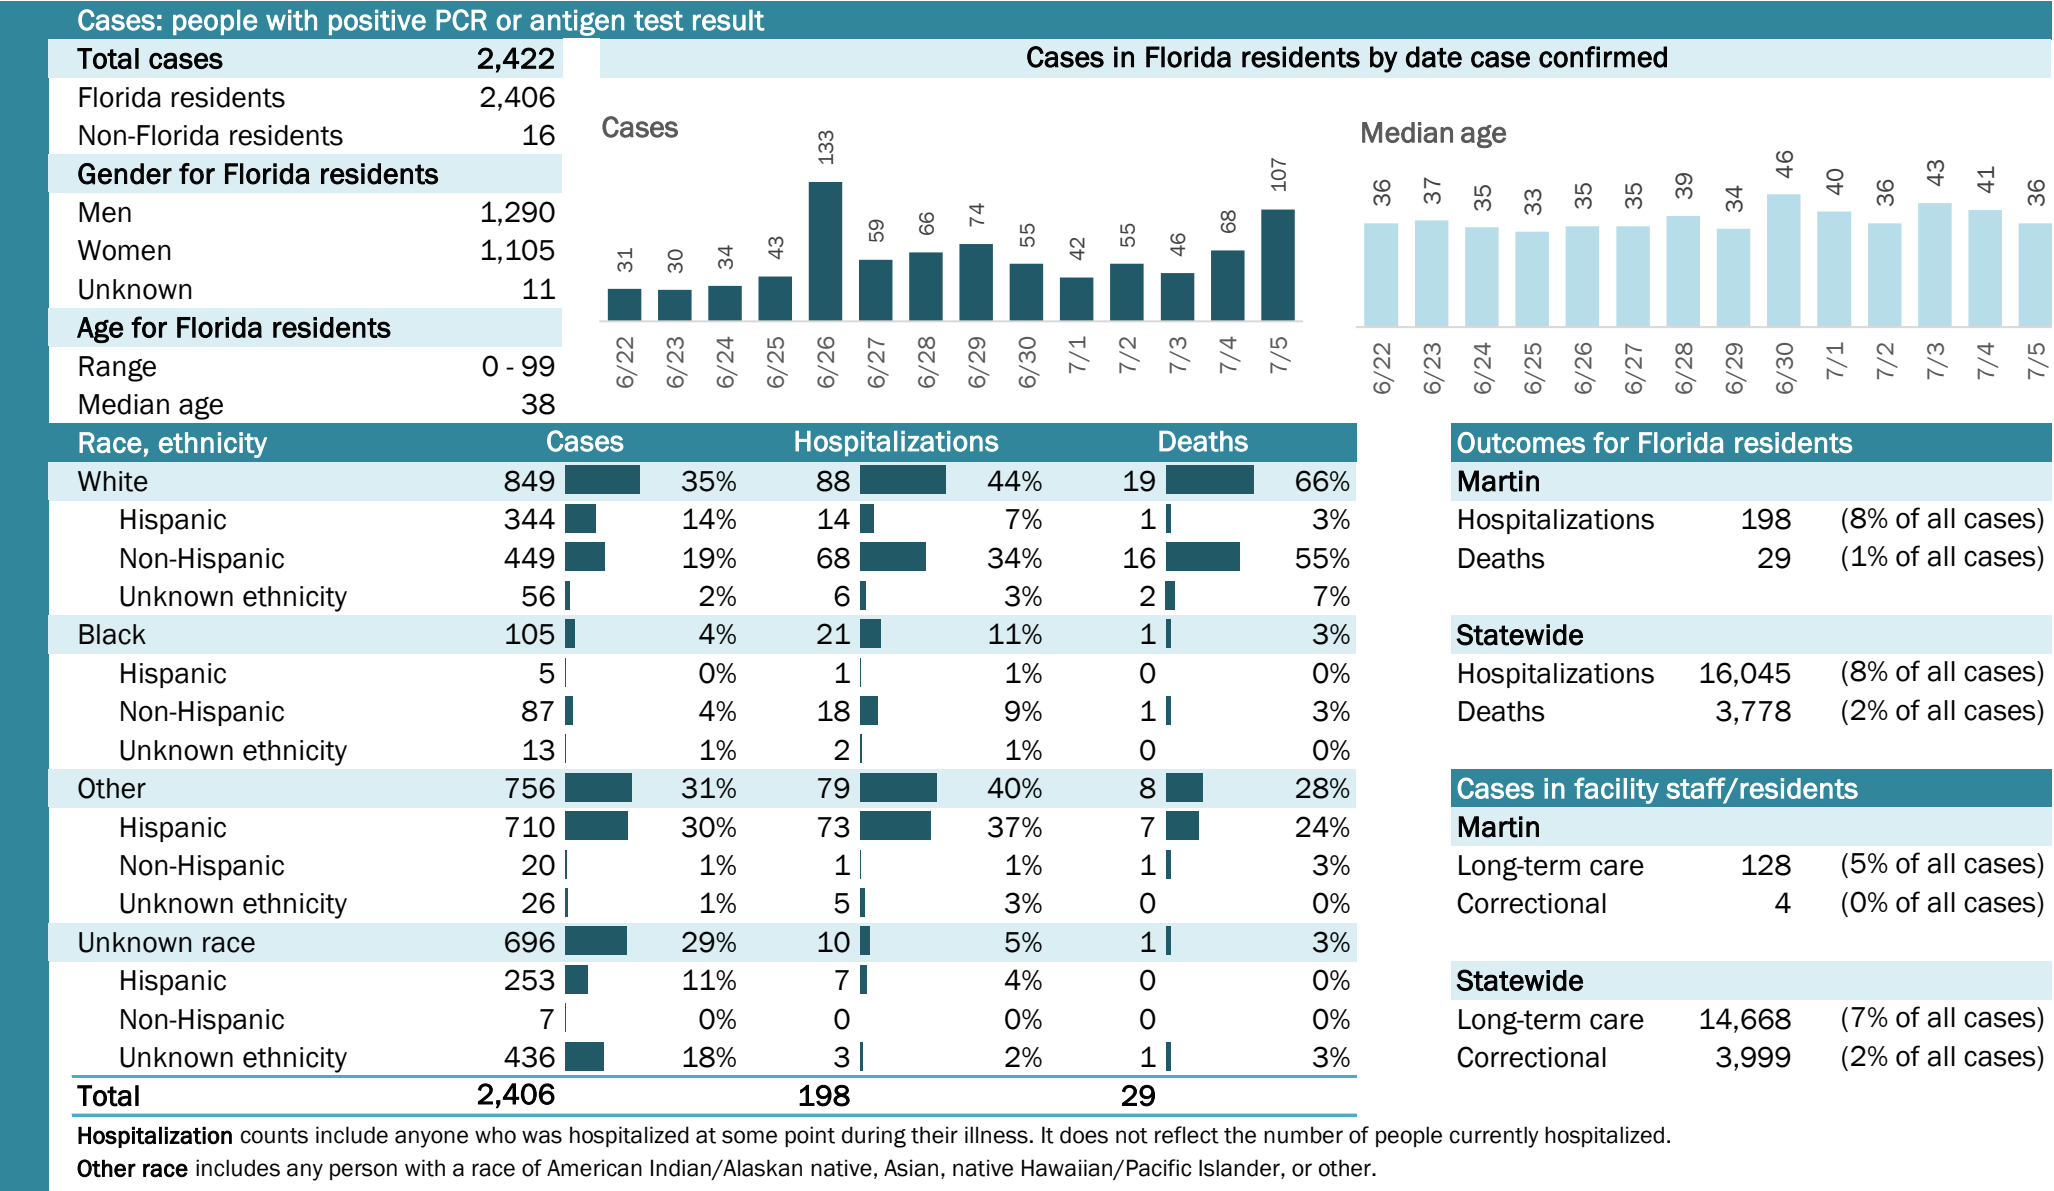 Cases: people with positive PCR or antigen test result
Total cases 2,422
Florida residents 2,406
Non-Florida residents 16
Gender for Florida residents
Men 1,290
Women 1,105
Unknown 11
Age for Florida residents
Range 0 - 99
Median age 38
Cases in Florida residents by date case confirmed
Cases
31 30 34 43 133 59 66 74 55 42 55 46 68 107
6/22 6/23 6/24 6/25 6/26 6/27 6/28 6/29 6/30 7/1 7/2 7/3 7/4 7/5
Median age
36 37 35 33 35 35 39 34 46 40 36 43 41 36
6/22 6/23 6/24 6/25 6/26 6/27 6/28 6/29 6/30 7/1 7/2 7/3 7/4 7/5
Race, ethnicity Cases Hospitalizations Deaths
White 849 35% 88 44% 19 66%
Hispanic 344 14% 14 7% 1 3%
Non-Hispanic 449 19% 68 34% 16 55%
Unknown ethnicity 56 2% 6 3% 2 7%
Black 105 4% 21 11% 1 3%
Hispanic 5 0% 1 1% 0 0%
Non-Hispanic 87 4% 18 9% 1 3%
Unknown ethnicity 13 1% 2 1% 0 0%
Other 756 31% 79 40% 8 28%
Hispanic 710 30% 73 37% 7 24%
Non-Hispanic 20 1% 1 1% 1 3%
Unknown ethnicity 26 1% 5 3% 0 0%
Unknown race 696 29% 10 5% 1 3%
Hispanic 253 11% 7 4% 0 0%
Non-Hispanic 7 0% 0 0% 0 0%
Unknown ethnicity 436 18% 3 2% 1 3%
Total 2,406 198 29
Outcomes for Florida residents
Martin
Hospitalizations 198 (8% of all cases)
Deaths 29 (1% of all cases)
Statewide
Hospitalizations 16,045 (8% of all cases)
Deaths 3,778 (2% of all cases)
Cases in facility staff/residents
Martin
Long-term care 128 (5% of all cases)
Correctional 4 (0% of all cases)
Statewide
Long-term care 14,668 (7% of all cases)
Correctional 3,999 (2% of all cases)
Hospitalization counts include anyone who was hospitalized at some point during their illness. It does not reflect the number of people currently hospitalized.
Other race includes any person with a race of American Indian/Alaskan native, Asian, native Hawaiian/Pacific Islander, or other.